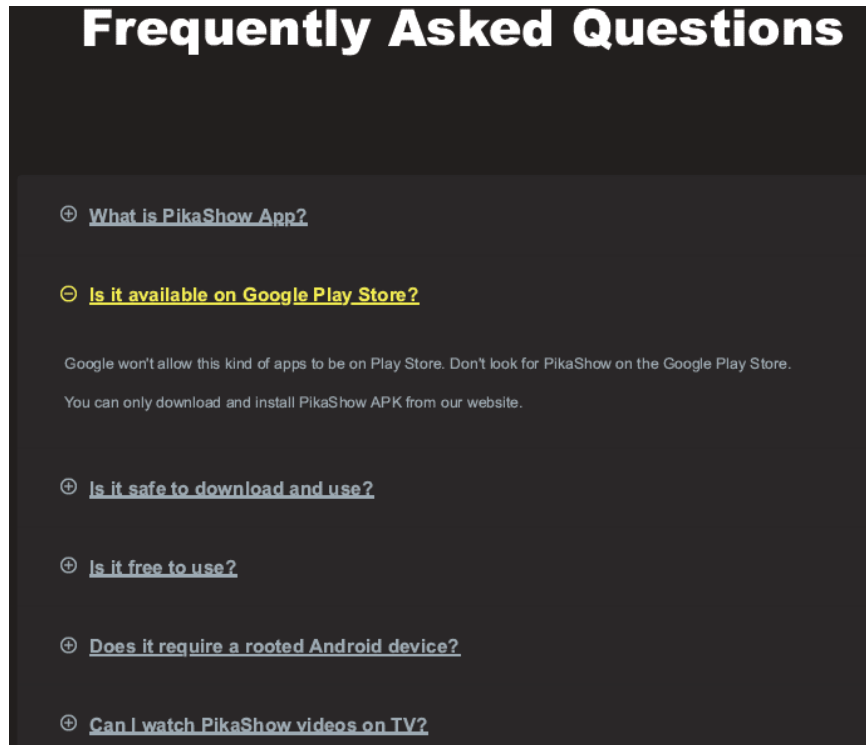 Frequently Asked Questions
What is PikaShow App?
Is it available on Google Play Store?
Google won't allow this kind of apps to be on Play Store. Don't look for PikaShow on the Google Play Store.
You can only download and install PikaShow APK from our website.
Is it safe to download and use?
Is it free to use?
Does it require a rooted Android device?
Can I watch PikaShow videos on TV?